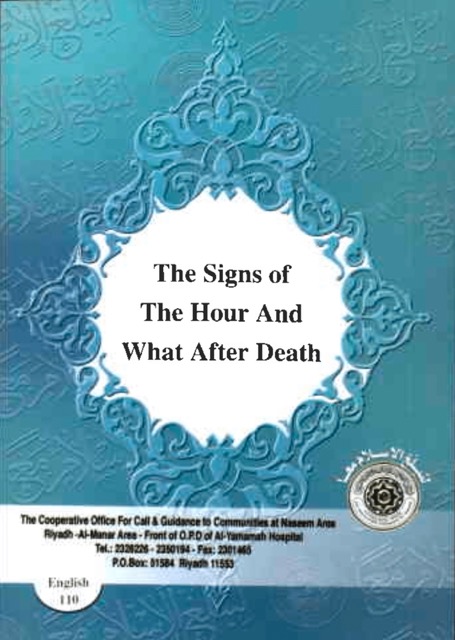 The Signs of
The Hour And
What After Death
The Cooperative Office For Call & Guidance to Communities at Naseem Area
Riyadh -Al-Manar Area - Front of O.P.D of Al-Yamamah Hospital
Tel.: 2328226 - 2350194 - Fax: 2301465
P.O.Box: 51584 Riyadh 11553
English
110